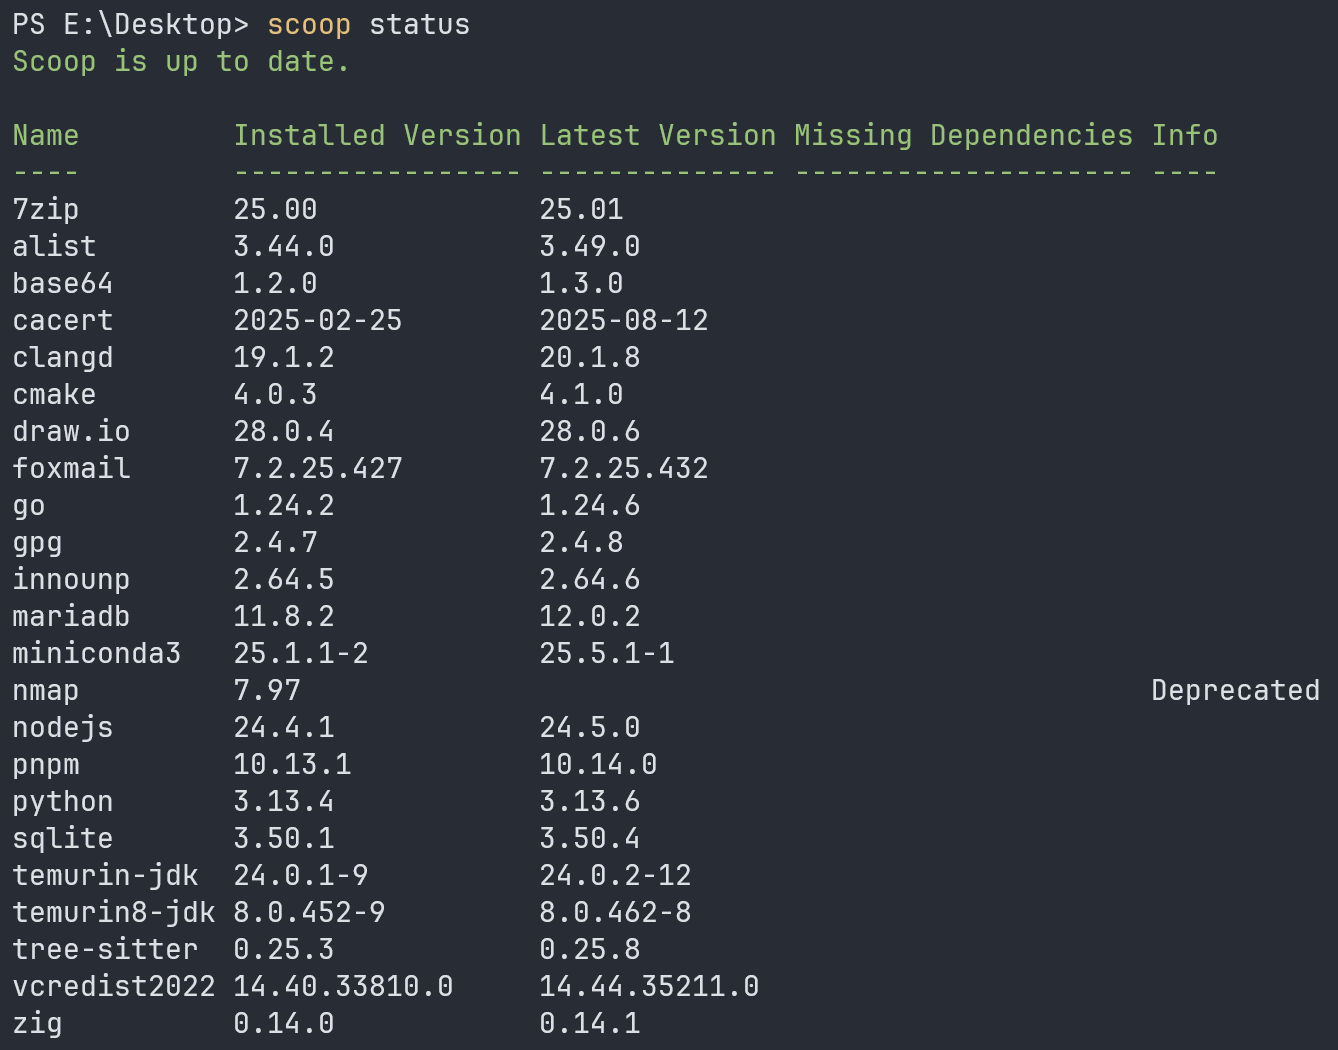 PS E:\Desktop> scoop status
Scoop is up to date.
Name Installed Version Latest Version Missing Dependencies Info
---- ----------------- -------------- -------------------- ----
7zip 25.00 25.01
alist 3.44.0 3.49.0
base64 1.2.0 1.3.0
cacert 2025-02-25 2025-08-12
clangd 19.1.2 20.1.8
cmake 4.0.3 4.1.0
draw.io 28.0.4 28.0.6
foxmail 7.2.25.427 7.2.25.432
go 1.24.2 1.24.6
gpg 2.4.7 2.4.8
innounp 2.64.5 2.64.6
mariadb 11.8.2 12.0.2
miniconda3 25.1.1-2 25.5.1-1
nmap 7.97 Deprecated
nodejs 24.4.1 24.5.0
pnpm 10.13.1 10.14.0
python 3.13.4 3.13.6
sqlite 3.50.1 3.50.4
temurin-jdk 24.0.1-9 24.0.2-12
temurin8-jdk 8.0.452-9 8.0.462-8
tree-sitter 0.25.3 0.25.8
vcredist2022 14.40.33810.0 14.44.35211.0
zig 0.14.0 0.14.1